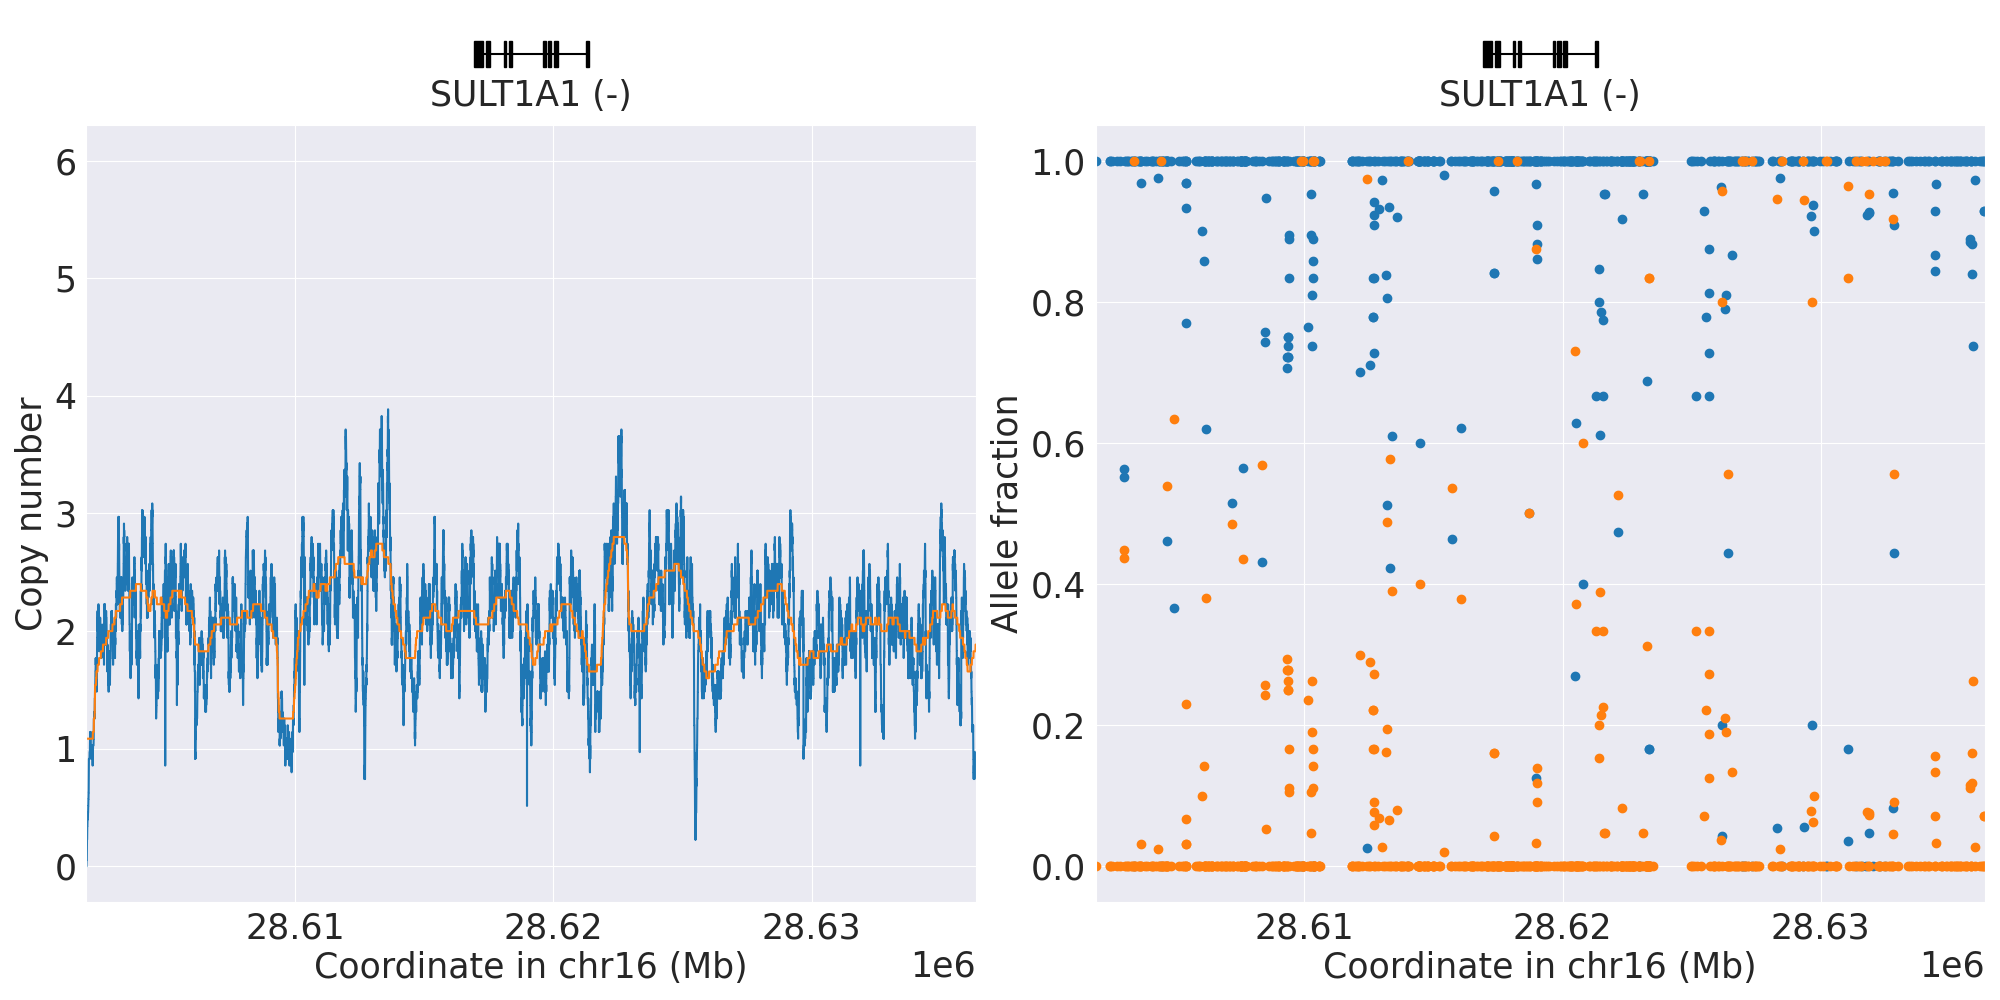 SULT1A1 (-)
6
5
4
3
2
1
0
Copy number
28.61
28.62
28.63
Coordinate in chr16 (Mb)
1e6
SULT1A1 (-)
1.0
0.8
0.6
0.4
0.2
0.0
Allele fraction
28.61
28.62
28.63
Coordinate in chr16 (Mb)
1e6